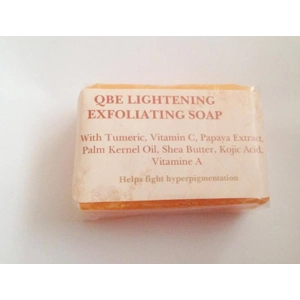 QBE LIGHTENING
EXFOLIATING SOAP
With Tumeric, Vitamin C, Papaya Extract,
Palm Kernel Oil, Shea Butter, Kojic Acid,
Vitamine A
Helps fight hyperpigmentation